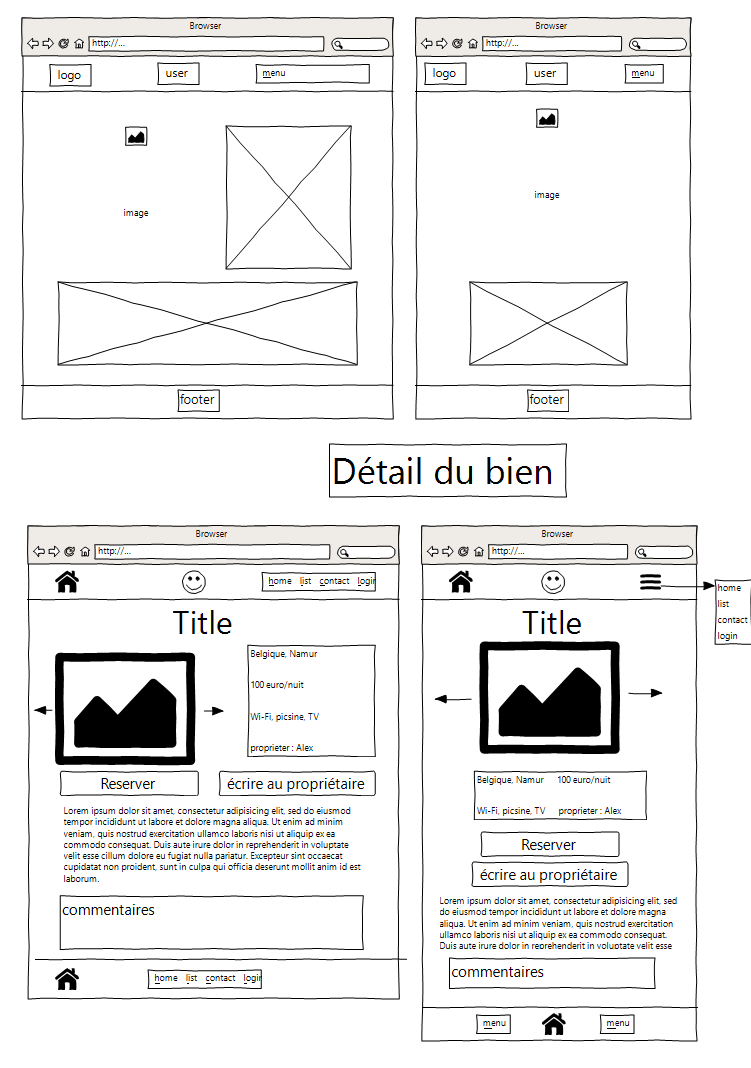 Browser
http://...
logo
user
menu
image
footer
Browser
http://...
logo
user
menu
image
footer
Détail du bien
Browser
http://...
home list contact login
Title
Belgique, Namur
100 euro/nuit
Wi-Fi, picsine, TV
proprieter : Alex
Reserver
écrire au propriétaire
Lorem ipsum dolor sit amet, consectetur adipisicing elit, sed do eiusmod
tempor incididunt ut labore et dolore magna aliqua. Ut enim ad minim
veniam, quis nostrud exercitation ullamco laboris nisi ut aliquip ex ea
commodo consequat. Duis aute irure dolor in reprehenderit in voluptate
velit esse cillum dolore eu fugiat nulla pariatur. Excepteur sint occaecat
cupidatat non proident, sunt in culpa qui officia deserunt mollit anim id est
laborum.
commentaires
home list contact login
Browser
http://...
home
list
contact
login
Title
Belgique, Namur 100 euro/nuit
Wi-Fi, picsine, TV proprieter : Alex
Reserver
écrire au propriétaire
Lorem ipsum dolor sit amet, consectetur adipisicing elit, sed
do eiusmod tempor incididunt ut labore et dolore magna
aliqua. Ut enim ad minim veniam, quis nostrud exercitation
ullamco laboris nisi ut aliquip ex ea commodo consequat.
Duis aute irure dolor in reprehenderit in voluptate velit esse
commentaires
menu
menu